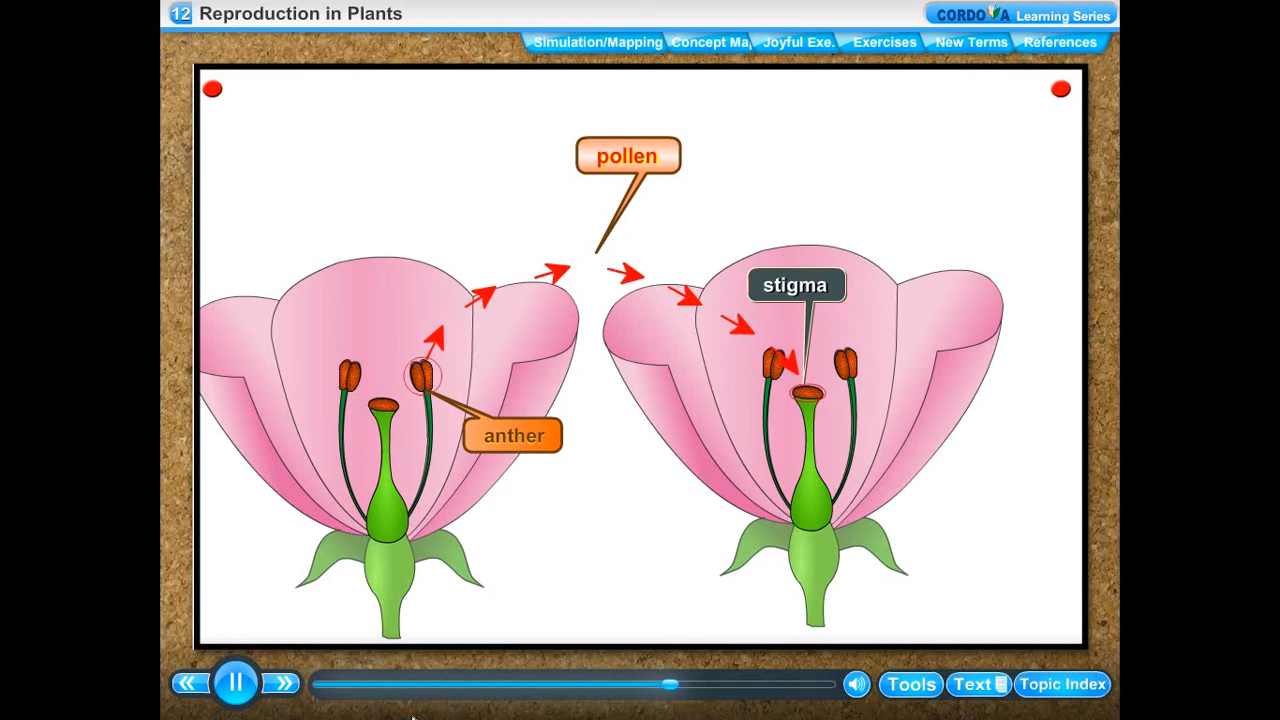 12 Reproduction in Plants
CORDOVA Learning Series
Simulation/Mapping Concept Ma Joyful Exe. Exercises New Terms References
pollen
stigma
anther
Tools Text Topic Index